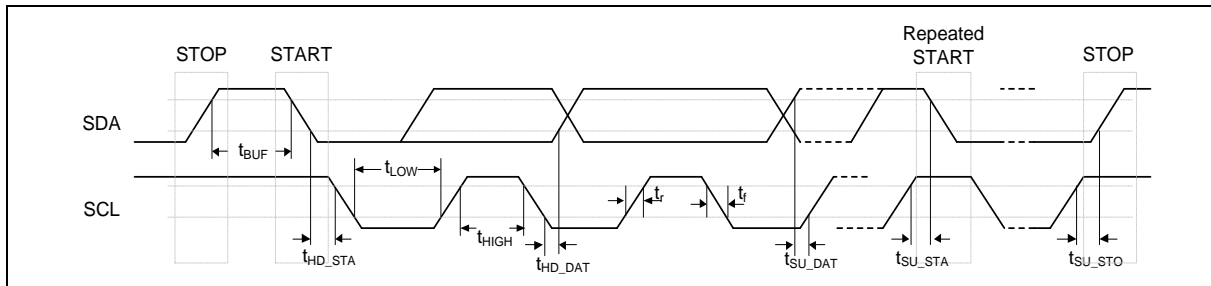 Repeated
STOP START START STOP
SDA
tBUF
tLOW
tr tf
SCL
tHIGH
tHD_STA tHD_DAT tSU_DAT tSU_STA tSU_STO